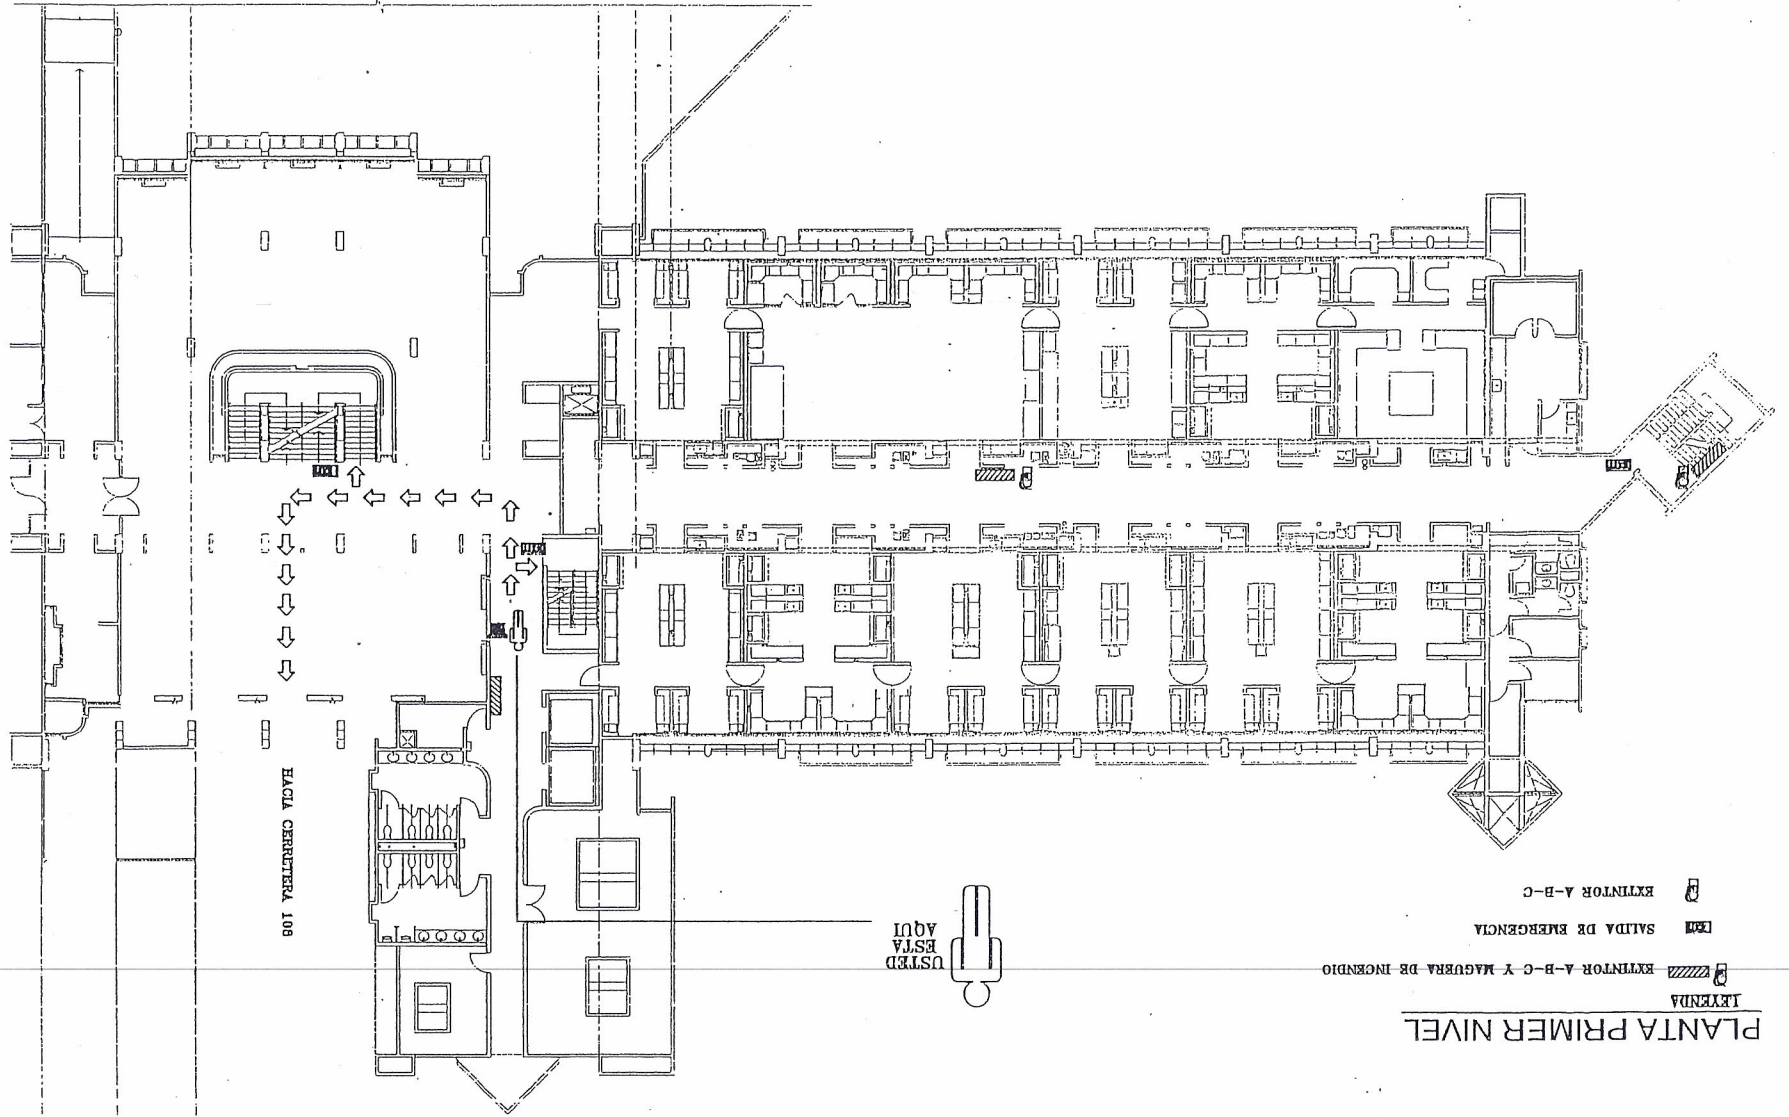 PLANTA PRIMER NIVEL
LEYENDA
EXTINTOR A-B-C Y MAGUERA DE INCENDIO
SALIDA DE EMERGENCIA
EXTINTOR A-B-C
USTED
ESTA
AQUI
HACIA CERRETERA 108